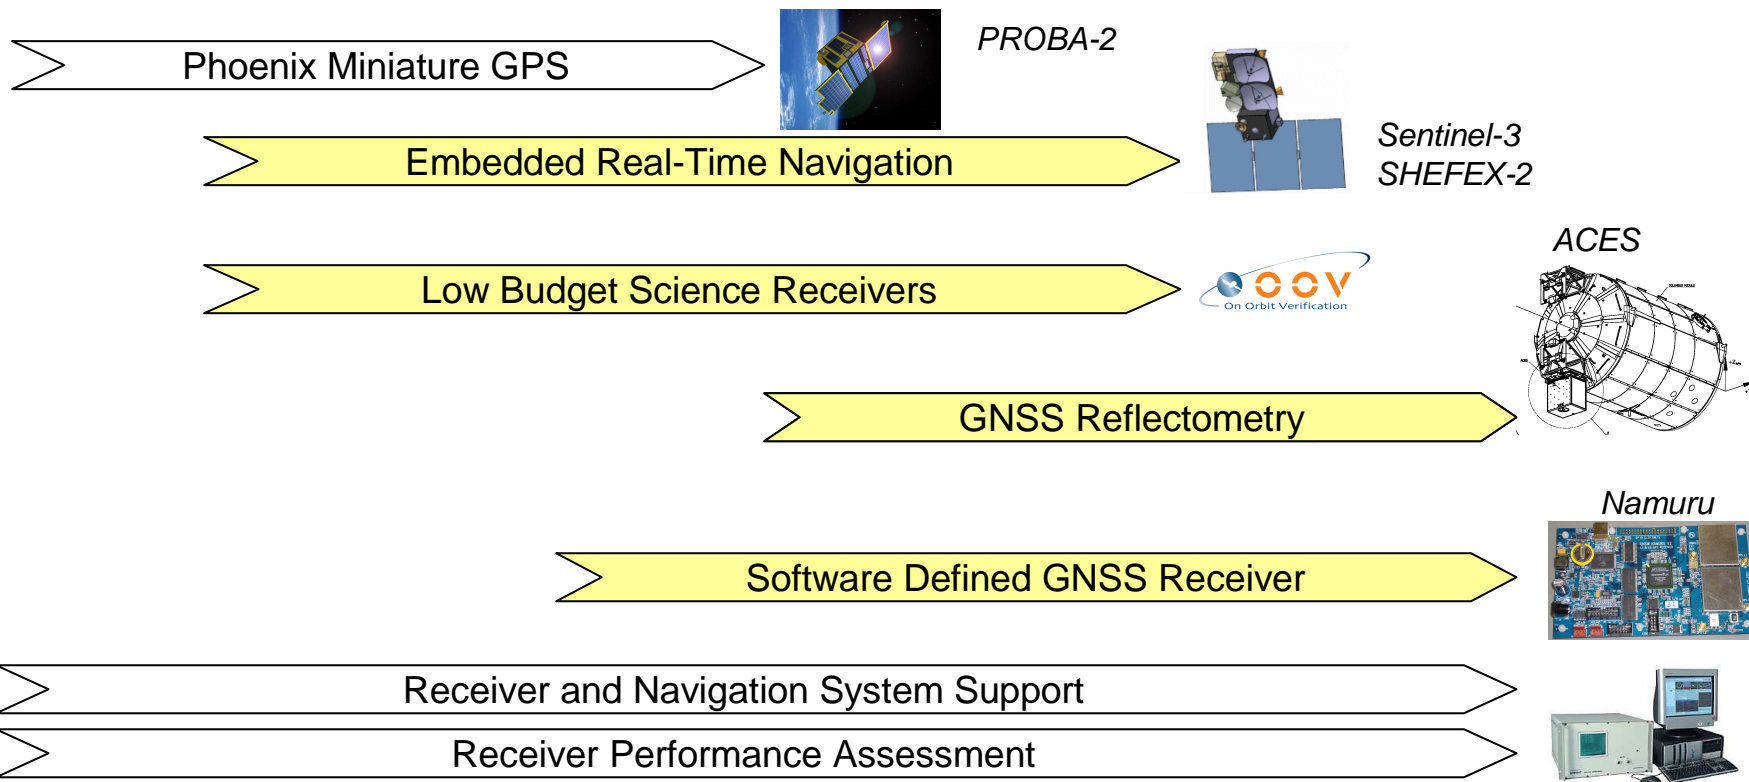 Phoenix Miniature GPS
PROBA-2
Embedded Real-Time Navigation
Sentinel-3
SHEFEX-2
ACES
Low Budget Science Receivers
OOV
On Orbit Verification
GNSS Reflectometry
Namuru
Software Defined GNSS Receiver
Receiver and Navigation System Support
Receiver Performance Assessment